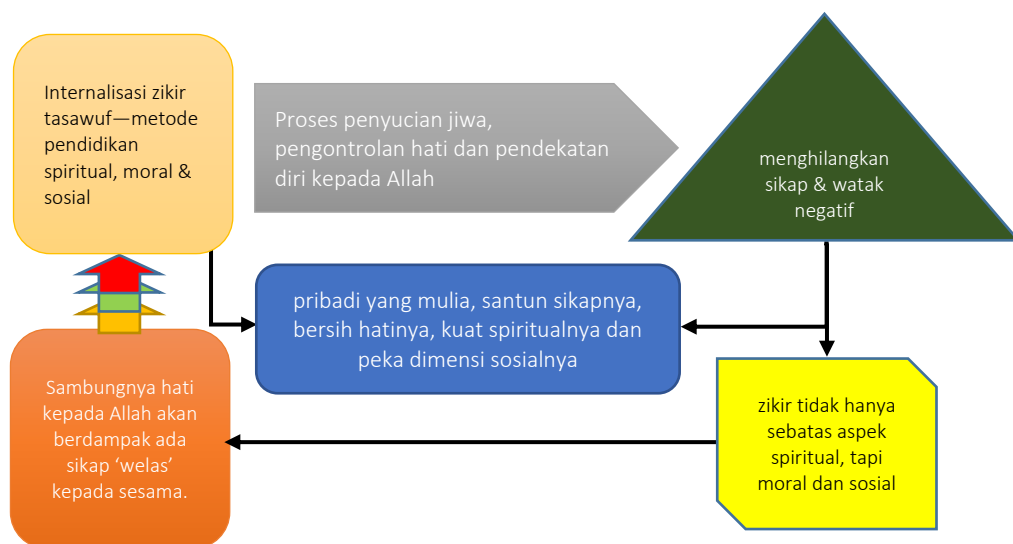 Internalisasi zikir
tasawuf—metode
pendidikan
spiritual, moral &
sosial
Proses penyucian jiwa,
pengontrolan hati dan pendekatan
diri kepada Allah
menghilangkan
sikap & watak
negatif
pribadi yang mulia, santun sikapnya,
bersih hatinya, kuat spiritualnya dan
peka dimensi sosialnya
Sambungnya hati
kepada Allah akan
berdampak ada
sikap ‘welas’
kepada sesama.
zikir tidak hanya
sebatas aspek
spiritual, tapi
moral dan sosial